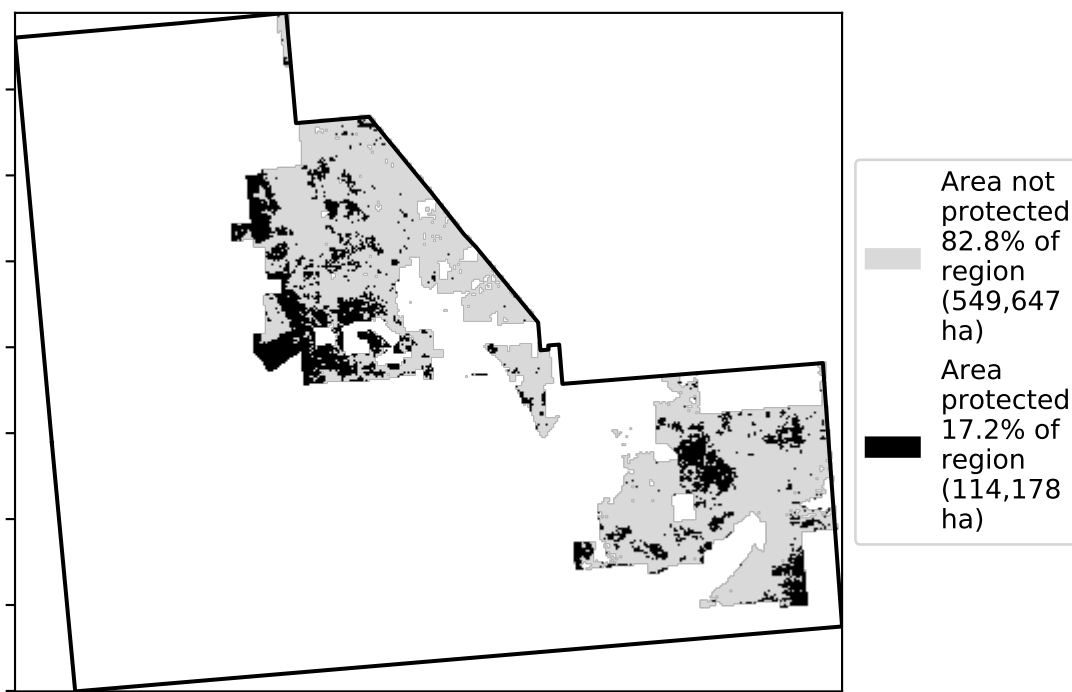 Area not
protected
82.8% of
region
(549,647
ha)
Area
protected
17.2% of
region
(114,178
ha)